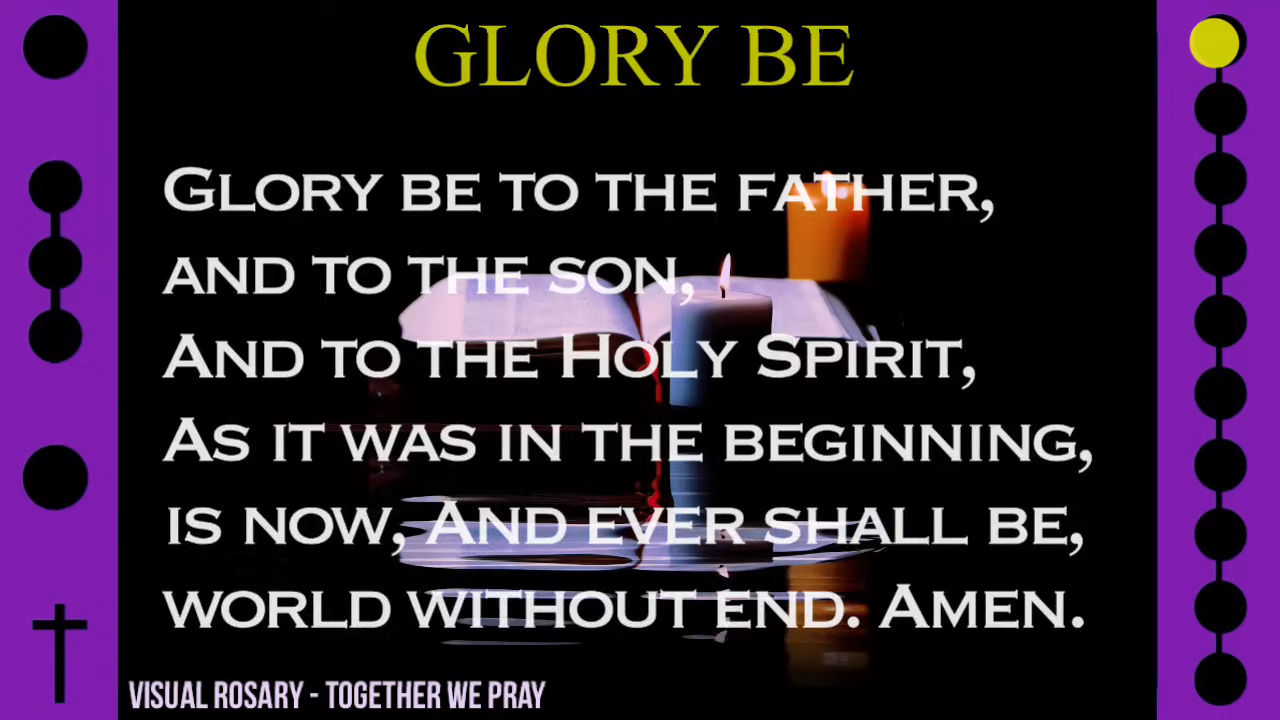 GLORY BE
GLORY BE TO THE FATHER,
AND TO THE SON,
AND TO THE HOLY SPIRIT,
AS IT WAS IN THE BEGINNING,
IS NOW, AND EVER SHALL BE,
WORLD WITHOUT END. AMEN.
VISUAL ROSARY - TOGETHER WE PRAY